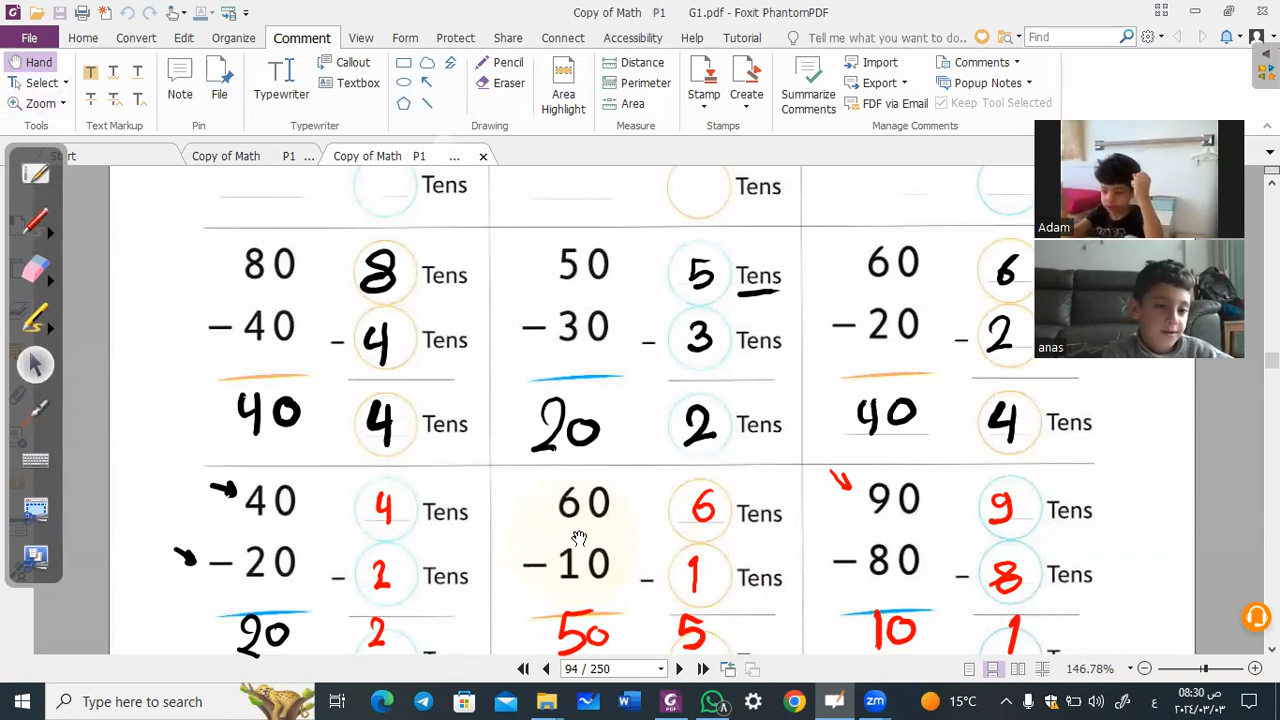 Copy of Math P1 G1.pdf - Foxit PhantomPDF
File Home Convert Edit Organize Comment View Form Protect Share Connect Help Tutorial Tell me what you want to do.. Find
Hand Select Zoom
Note File
Typewriter Callout Textbox
Pencil Eraser
Area Highlight
Distance Perimeter Area
Stamp Create
Summarize Comments
Import Export FDF via Email
Comments Popup Notes Keep Tool Selected
Tools Text Markup Pin Typewriter Drawing Measure Stamps Manage Comments
Start Copy of Math P1 ... Copy of Math P1 ...
Tens Tens Tens
80 8 Tens 50 5 Tens 60 6
- 40 - 4 Tens - 30 - 3 Tens - 20 - 2
40 4 Tens 20 2 Tens 40 4 Tens
40 4 Tens 60 6 Tens 90 9 Tens
- 20 - 2 Tens - 10 - 1 Tens - 80 - 8 Tens
20 2 50 5 10 1
Adam
anas
94 / 250 146.78%
Type here to search
15°C
ع
08:30 ص
٢٠٢٤/٠٣/٠٣